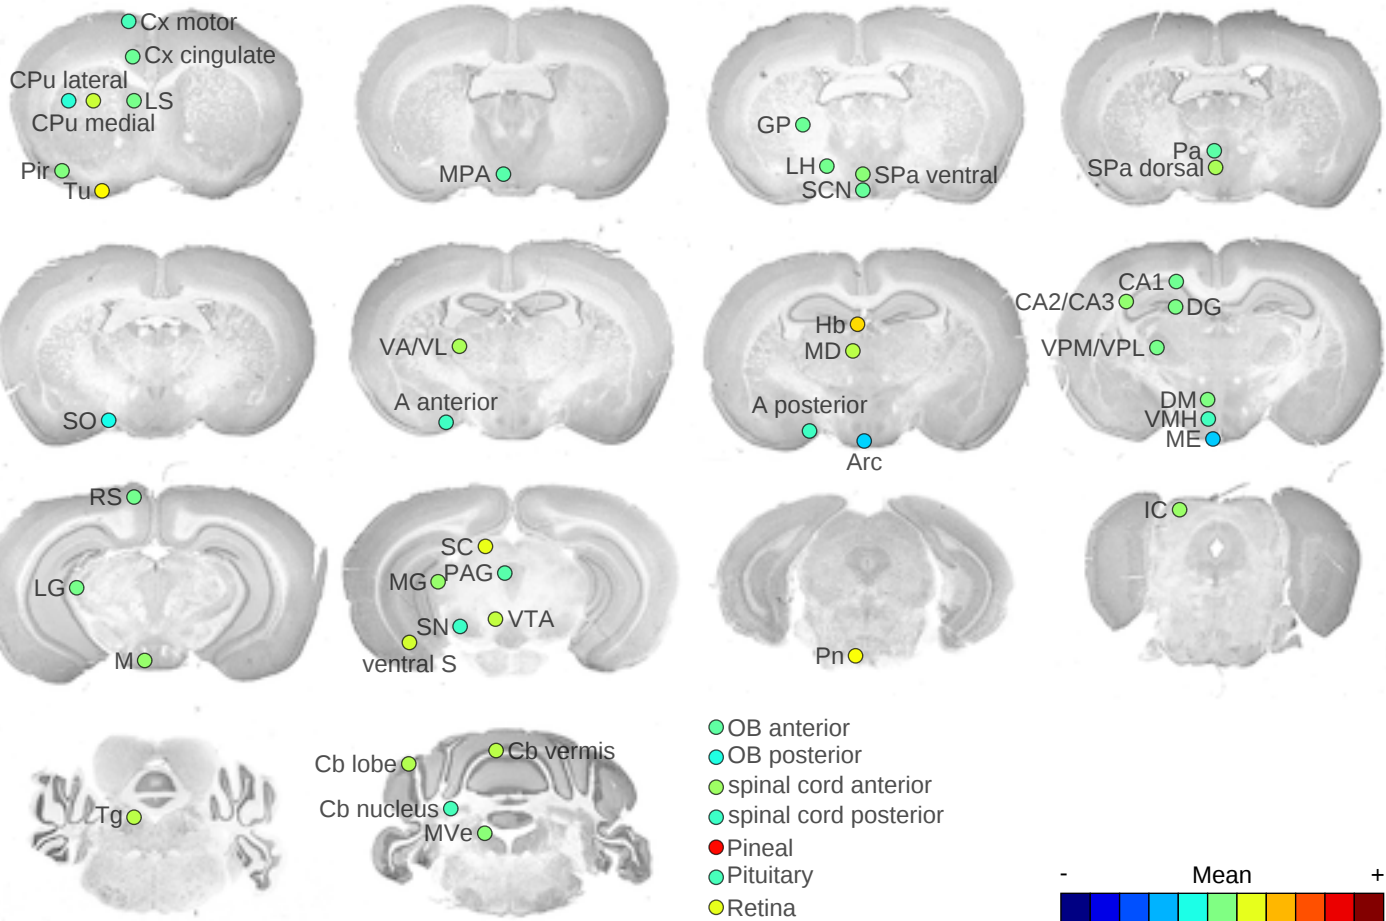 Cx motor
Cx cingulate
CPu lateral
LS
CPu medial
Pir
Tu
MPA
GP
LH
SPa ventral
SCN
Pa
SPa dorsal
SO
VA/VL
A anterior
Hb
MD
A posterior
Arc
CA1
CA2/CA3
DG
VPM/VPL
DM
VMH
ME
RS
LG
M
SC
PAG
MG
VTA
SN
ventral S
Pn
IC
Tg
Cb vermis
Cb lobe
Cb nucleus
MVe
OB anterior
OB posterior
spinal cord anterior
spinal cord posterior
Pineal
Pituitary
Retina
- Mean +